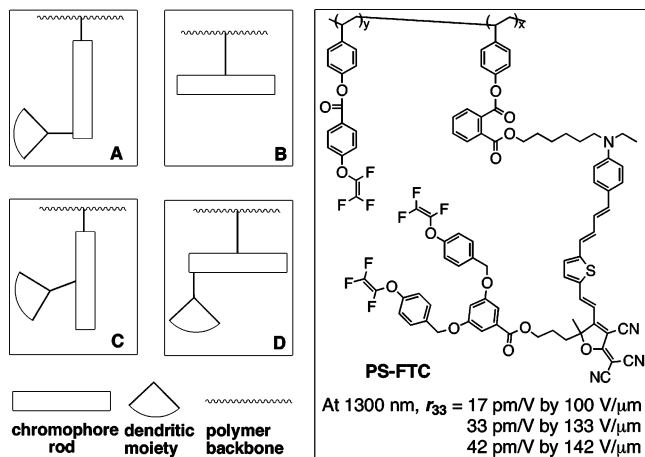 A
B
C
D
chromophore rod
dendritic moiety
polymer backbone
y
x
O
O
O
O
O
O
O
N
O
F
F
F
F
F
F
O
F
F
F
O
S
O
O
O
O
O
CN
CN
NC
PS-FTC
At 1300 nm, r33 = 17 pm/V by 100 V/μm
33 pm/V by 133 V/μm
42 pm/V by 142 V/μm